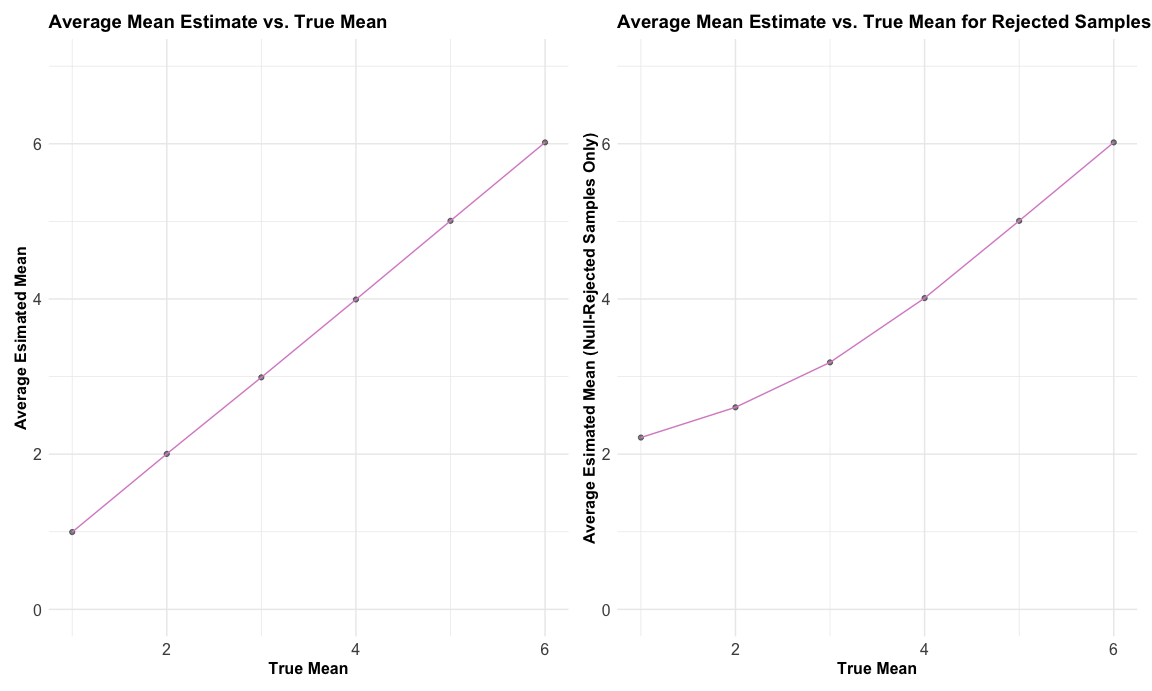 Average Mean Estimate vs. True Mean
Average Esimated Mean
6
4
2
0
2 4 6
True Mean
Average Mean Estimate vs. True Mean for Rejected Samples
Average Esimated Mean (Null-Rejected Samples Only)
6
4
2
0
2 4 6
True Mean